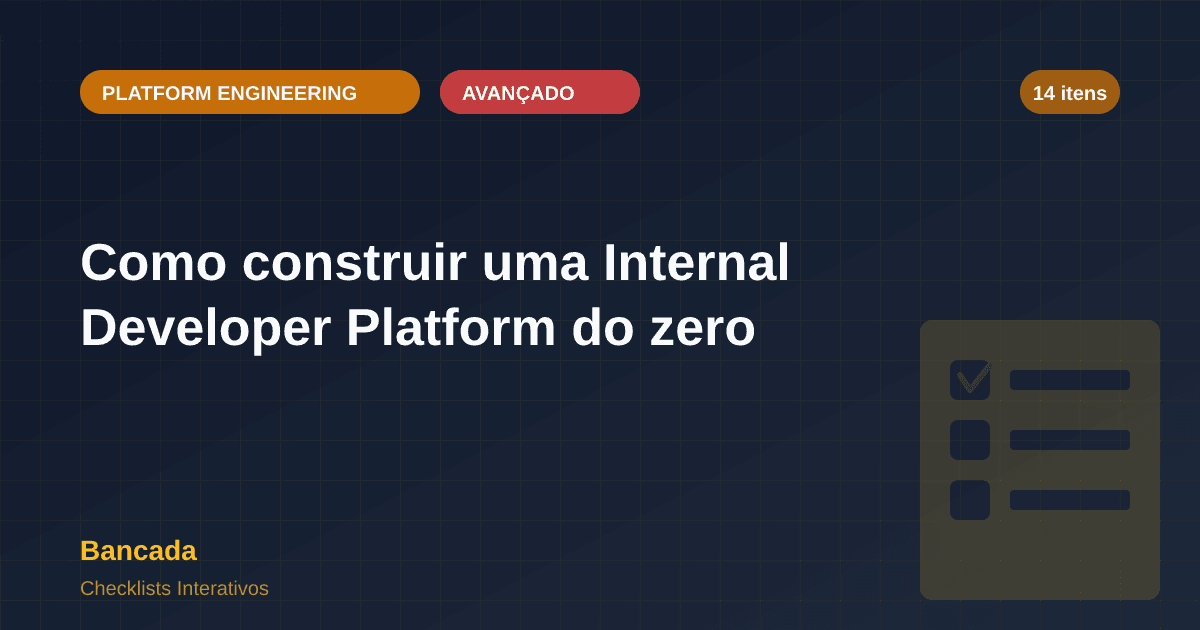 PLATFORM ENGINEERING
AVANÇADO
14 itens
Como construir uma Internal
Developer Platform do zero
Bancada
Checklists Interativos